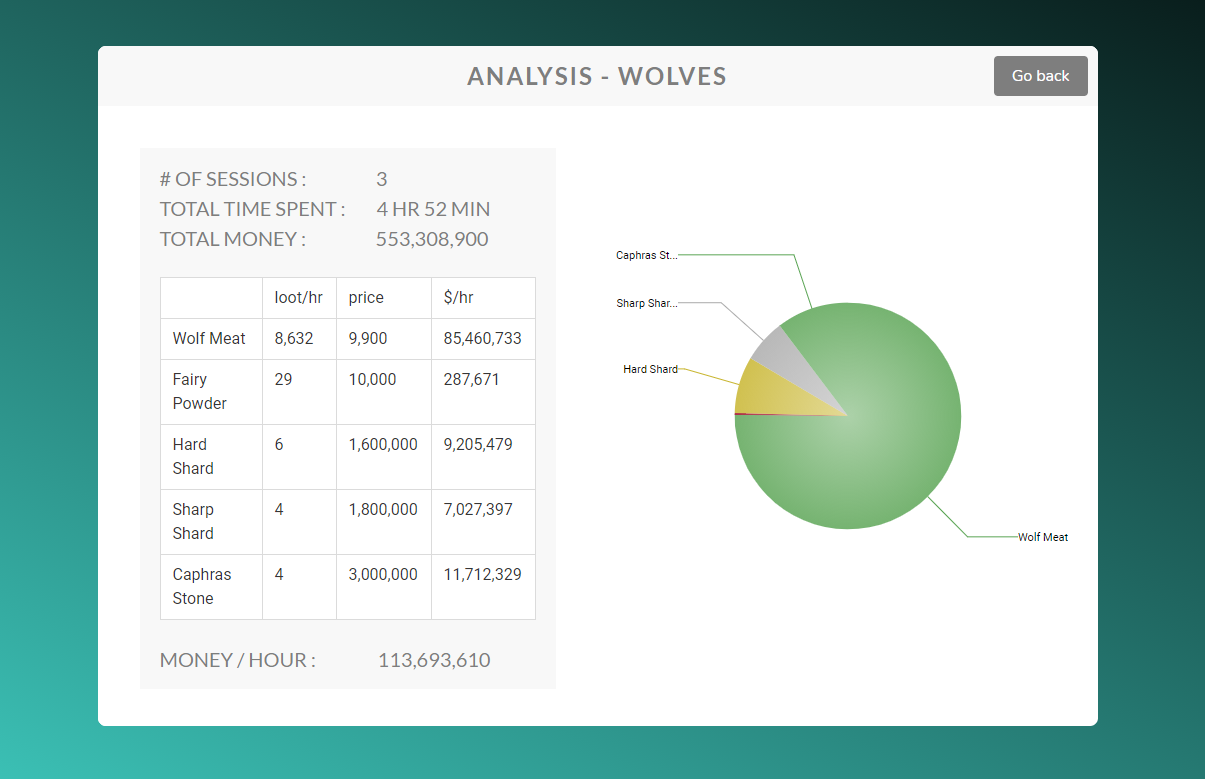 ANALYSIS - WOLVES
Go back
# OF SESSIONS : 3
TOTAL TIME SPENT : 4 HR 52 MIN
TOTAL MONEY : 553,308,900
loot/hr price $/hr
Wolf Meat 8,632 9,900 85,460,733
Fairy 29 10,000 287,671
Powder
Hard 6 1,600,000 9,205,479
Shard
Sharp 4 1,800,000 7,027,397
Shard
Caphras 4 3,000,000 11,712,329
Stone
MONEY / HOUR : 113,693,610
Caphras St...
Sharp Shar...
Hard Shard
Wolf Meat